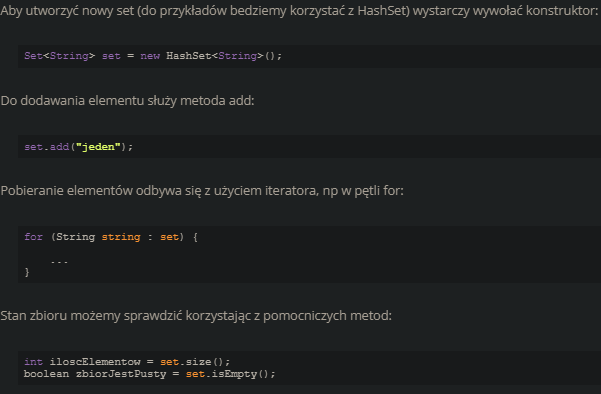 Aby utworzyć nowy set (do przykładów bedziemy korzystać z HashSet) wystarczy wywołać konstruktor:
Set<String> set = new HashSet<String>();
Do dodawania elementu służy metoda add:
set.add("jeden");
Pobieranie elementów odbywa się z użyciem iteratora, np w pętli for:
for (String string : set) {
...
}
Stan zbioru możemy sprawdzić korzystając z pomocniczych metod:
int iloscElementow = set.size();
boolean zbiorJestPusty = set.isEmpty();